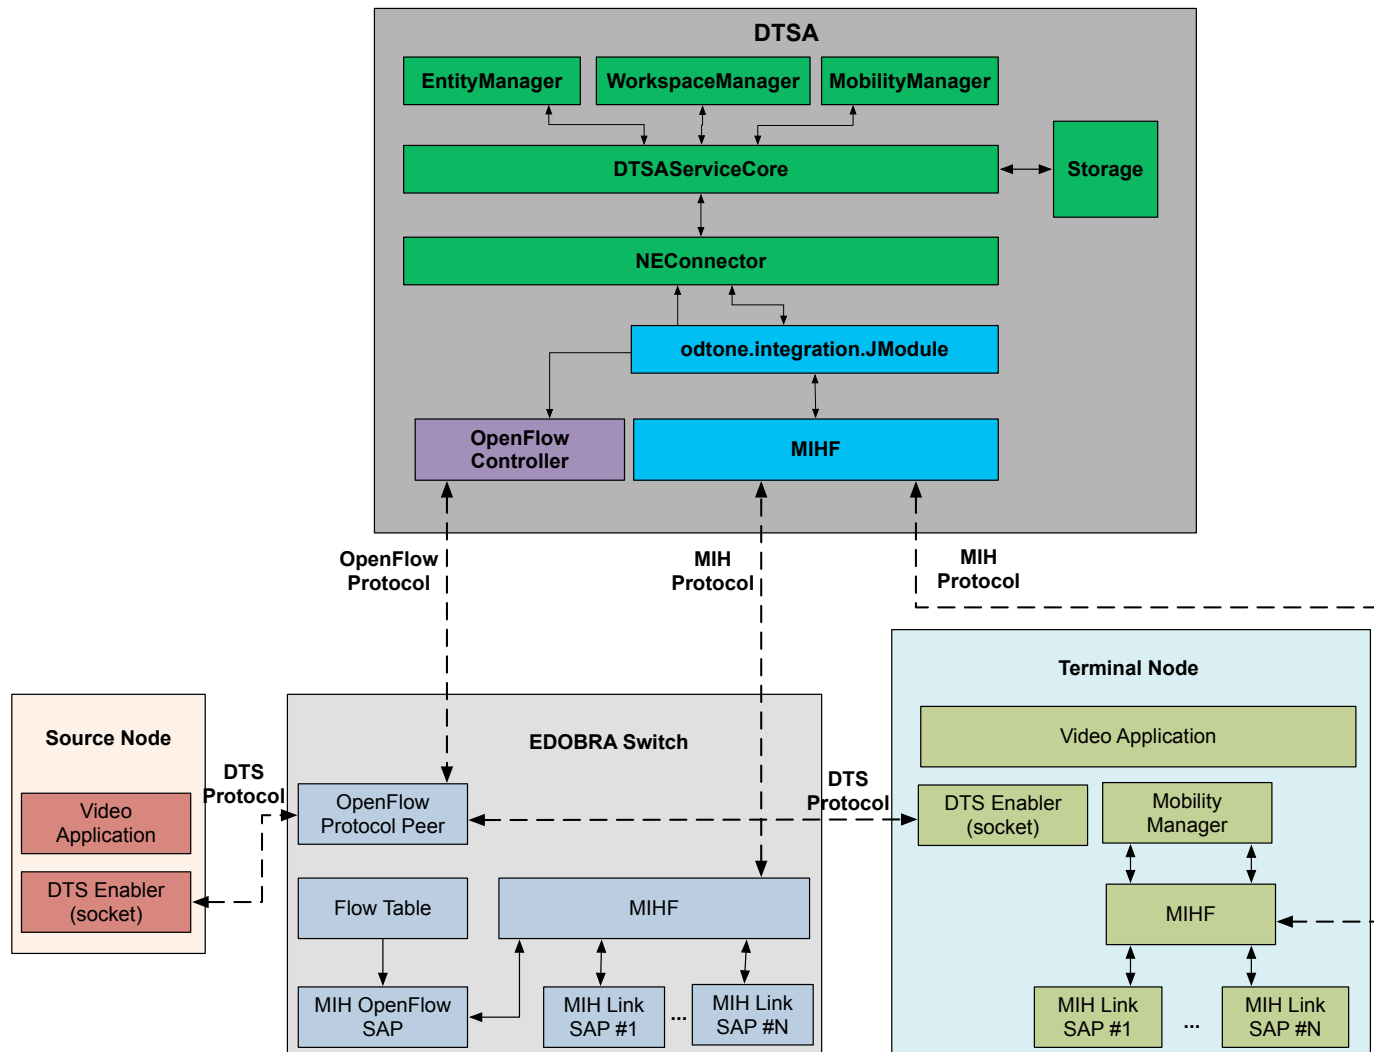 DTSA
EntityManager
WorkspaceManager
MobilityManager
DTSAServiceCore
Storage
NEConnector
odtone.integration.JModule
OpenFlow
Controller
MIHF
OpenFlow
Protocol
MIH
Protocol
MIH
Protocol
Source Node
Video
Application
DTS Enabler
(socket)
DTS
Protocol
EDOBRA Switch
OpenFlow
Protocol Peer
Flow Table
MIHF
MIH OpenFlow
SAP
MIH Link
SAP #1
...
MIH Link
SAP #N
DTS
Protocol
Terminal Node
Video Application
DTS Enabler
(socket)
Mobility
Manager
MIHF
MIH Link
SAP #1
...
MIH Link
SAP #N